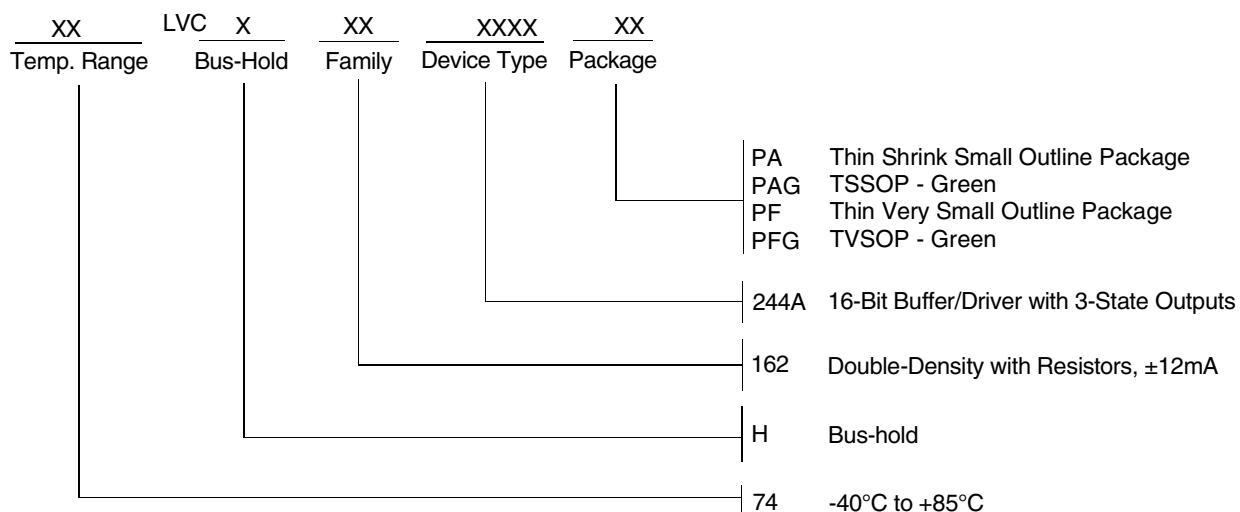 XX LVC X XX XXXX XX
Temp. Range Bus-Hold Family Device Type Package
PA Thin Shrink Small Outline Package
PAG TSSOP - Green
PF Thin Very Small Outline Package
PFG TVSOP - Green
244A 16-Bit Buffer/Driver with 3-State Outputs
162 Double-Density with Resistors, ±12mA
H Bus-hold
74 -40°C to +85°C